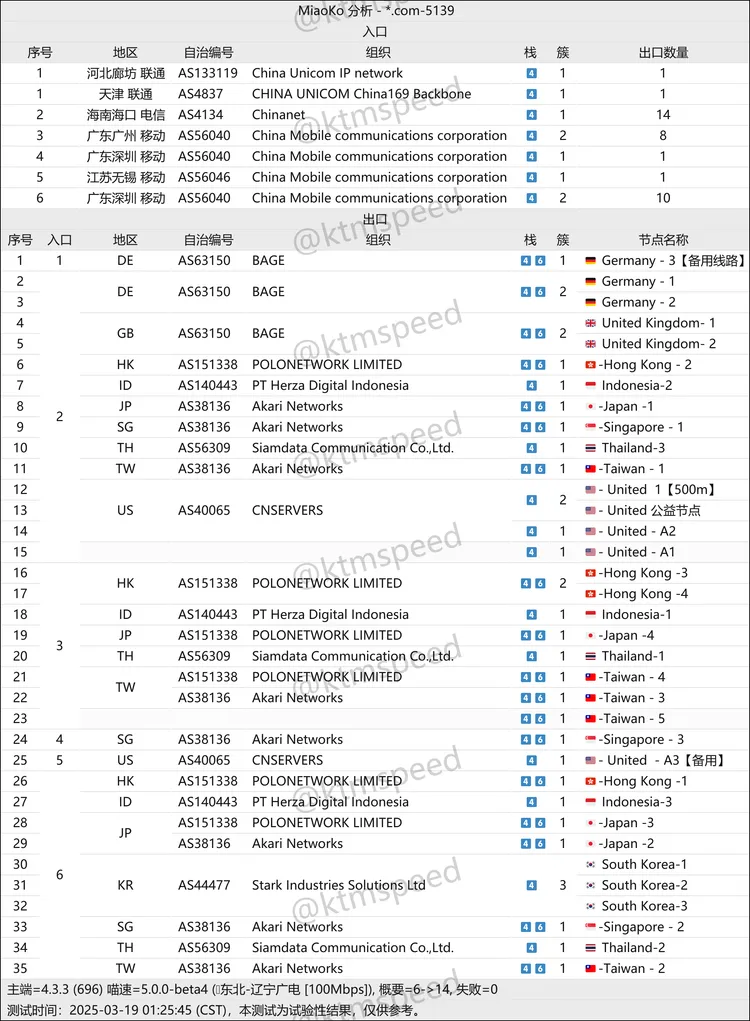 MiaoKo 分析 - *.com-5139
入口
序号 地区 自治编号 组织 栈 簇 出口数量
1 河北廊坊 联通 AS133119 China Unicom IP network 4 1 1
1 天津 联通 AS4837 CHINA UNICOM China169 Backbone 4 1 1
2 海南海口 电信 AS4134 Chinanet 4 1 14
3 广东广州 移动 AS56040 China Mobile communications corporation 4 2 8
4 广东深圳 移动 AS56040 China Mobile communications corporation 4 1 1
5 江苏无锡 移动 AS56046 China Mobile communications corporation 4 1 1
6 广东深圳 移动 AS56040 China Mobile communications corporation 4 2 10
出口
序号 入口 地区 自治编号 组织 栈 簇 节点名称
1 1 DE AS63150 BAGE 4 6 1 Germany - 3【备用线路】
2 Germany - 1
DE AS63150 BAGE 4 6 2
3 Germany - 2
4 United Kingdom- 1
GB AS63150 BAGE 4 6 2
5 United Kingdom- 2
6 HK AS151338 POLONETWORK LIMITED 4 6 1 -Hong Kong - 2
7 ID AS140443 PT Herza Digital Indonesia 4 1 Indonesia-2
8 JP AS38136 Akari Networks 4 6 1 -Japan -1
2
9 SG AS38136 Akari Networks 4 6 1 -Singapore - 1
10 TH AS56309 Siamdata Communication Co.,Ltd. 4 1 Thailand-3
11 TW AS38136 Akari Networks 4 6 1 -Taiwan - 1
12 - United  1【500m】
4 2
13 US AS40065 CNSERVERS - United 公益节点
14 4 1 - United - A2
15 4 1 - United - A1
16 -Hong Kong -3
HK AS151338 POLONETWORK LIMITED 4 6 2
17 -Hong Kong -4
18 ID AS140443 PT Herza Digital Indonesia 4 1 Indonesia-1
19 JP AS151338 POLONETWORK LIMITED 4 6 1 -Japan -4
3
20 TH AS56309 Siamdata Communication Co.,Ltd. 4 1 Thailand-1
21 AS151338 POLONETWORK LIMITED 4 6 1 -Taiwan - 4
TW
22 AS38136 Akari Networks 4 6 1 -Taiwan - 3
23 4 6 1 -Taiwan - 5
24 4 SG AS38136 Akari Networks 4 6 1 -Singapore - 3
25 5 US AS40065 CNSERVERS 4 1 - United  - A3【备用】
26 HK AS151338 POLONETWORK LIMITED 4 6 1 -Hong Kong -1
27 ID AS140443 PT Herza Digital Indonesia 4 1 Indonesia-3
28 AS151338 POLONETWORK LIMITED 4 6 1 -Japan -3
JP
29 AS38136 Akari Networks 4 6 1 -Japan -2
30 South Korea-1
6
31 KR AS44477 Stark Industries Solutions Ltd 4 3 South Korea-2
32 South Korea-3
33 SG AS38136 Akari Networks 4 6 1 -Singapore - 2
34 TH AS56309 Siamdata Communication Co.,Ltd. 4 1 Thailand-2
35 TW AS38136 Akari Networks 4 6 1 -Taiwan - 2
主端=4.3.3 (696) 喵速=5.0.0-beta4 (东北-辽宁广电 [100Mbps]), 概要=6->14, 失败=0
测试时间：2025-03-19 01:25:45 (CST)，本测试为试验性结果，仅供参考。
@ktmspeed
@ktmspeed
@ktmspeed
@ktmspeed
@ktmspeed
@ktmspeed
@ktmspeed
@ktmspeed
@ktmspeed